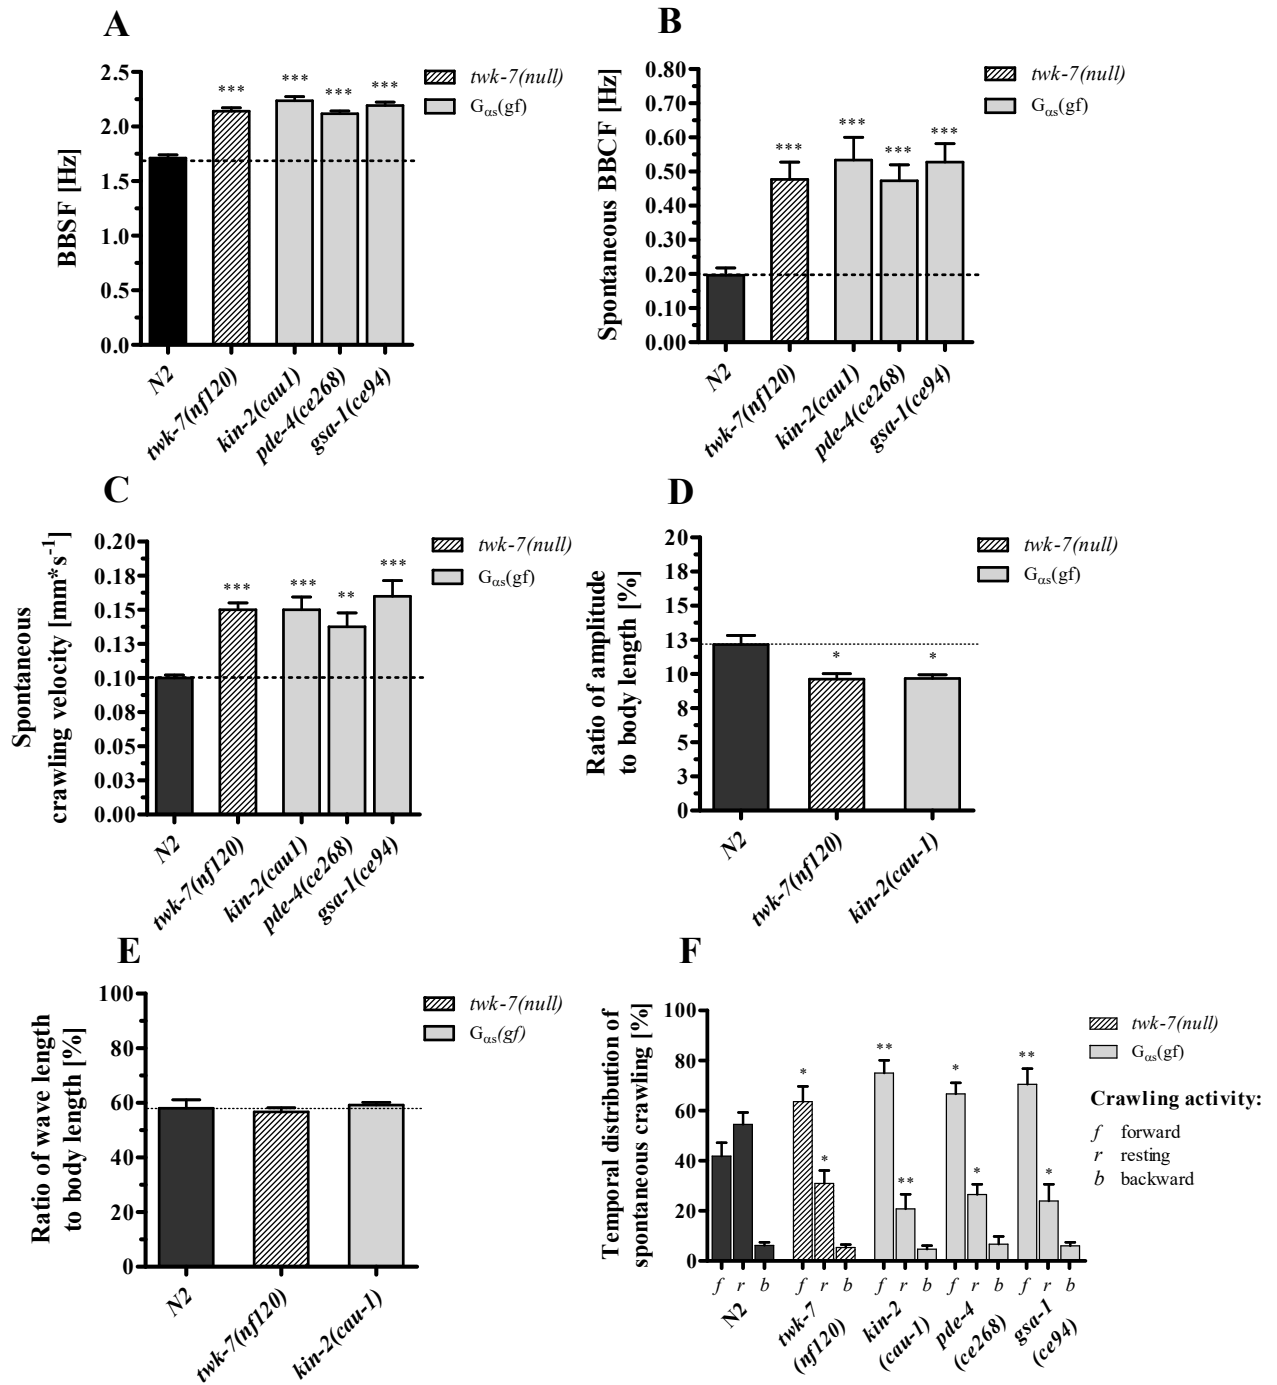 A
BBSF [Hz]
2.5
2.0
1.5
1.0
0.5
0.0
***
***
***
***
N2
twk-7(nf120)
kin-2(cau1)
pde-4(ce268)
gsa-1(ce94)
twk-7(null)
Gαs(gf)
B
Spontaneous BBCF [Hz]
0.80
0.70
0.60
0.50
0.40
0.30
0.20
0.10
0.00
***
***
***
***
N2
twk-7(nf120)
kin-2(cau1)
pde-4(ce268)
gsa-1(ce94)
twk-7(null)
Gαs(gf)
C
Spontaneous
crawling velocity [mm*s-1]
0.20
0.18
0.15
0.13
0.10
0.08
0.05
0.03
0.00
***
***
**
***
N2
twk-7(nf120)
kin-2(cau1)
pde-4(ce268)
gsa-1(ce94)
twk-7(null)
Gαs(gf)
D
Ratio of amplitude
to body length [%]
20
18
15
13
10
8
5
3
0
*
*
N2
twk-7(nf120)
kin-2(cau-1)
twk-7(null)
Gαs(gf)
E
Ratio of wave length
to body length [%]
100
80
60
40
20
0
N2
twk-7(nf120)
kin-2(cau-1)
twk-7(null)
Gαs(gf)
F
Temporal distribution of
spontaneous crawling [%]
100
80
60
40
20
0
*
*
**
**
*
*
**
*
f r b f r b f r b f r b f r b
N2
twk-7
(nf120)
kin-2
(cau-1)
pde-4
(ce268)
gsa-1
(ce94)
twk-7(null)
Gαs(gf)
Crawling activity:
f forward
r resting
b backward